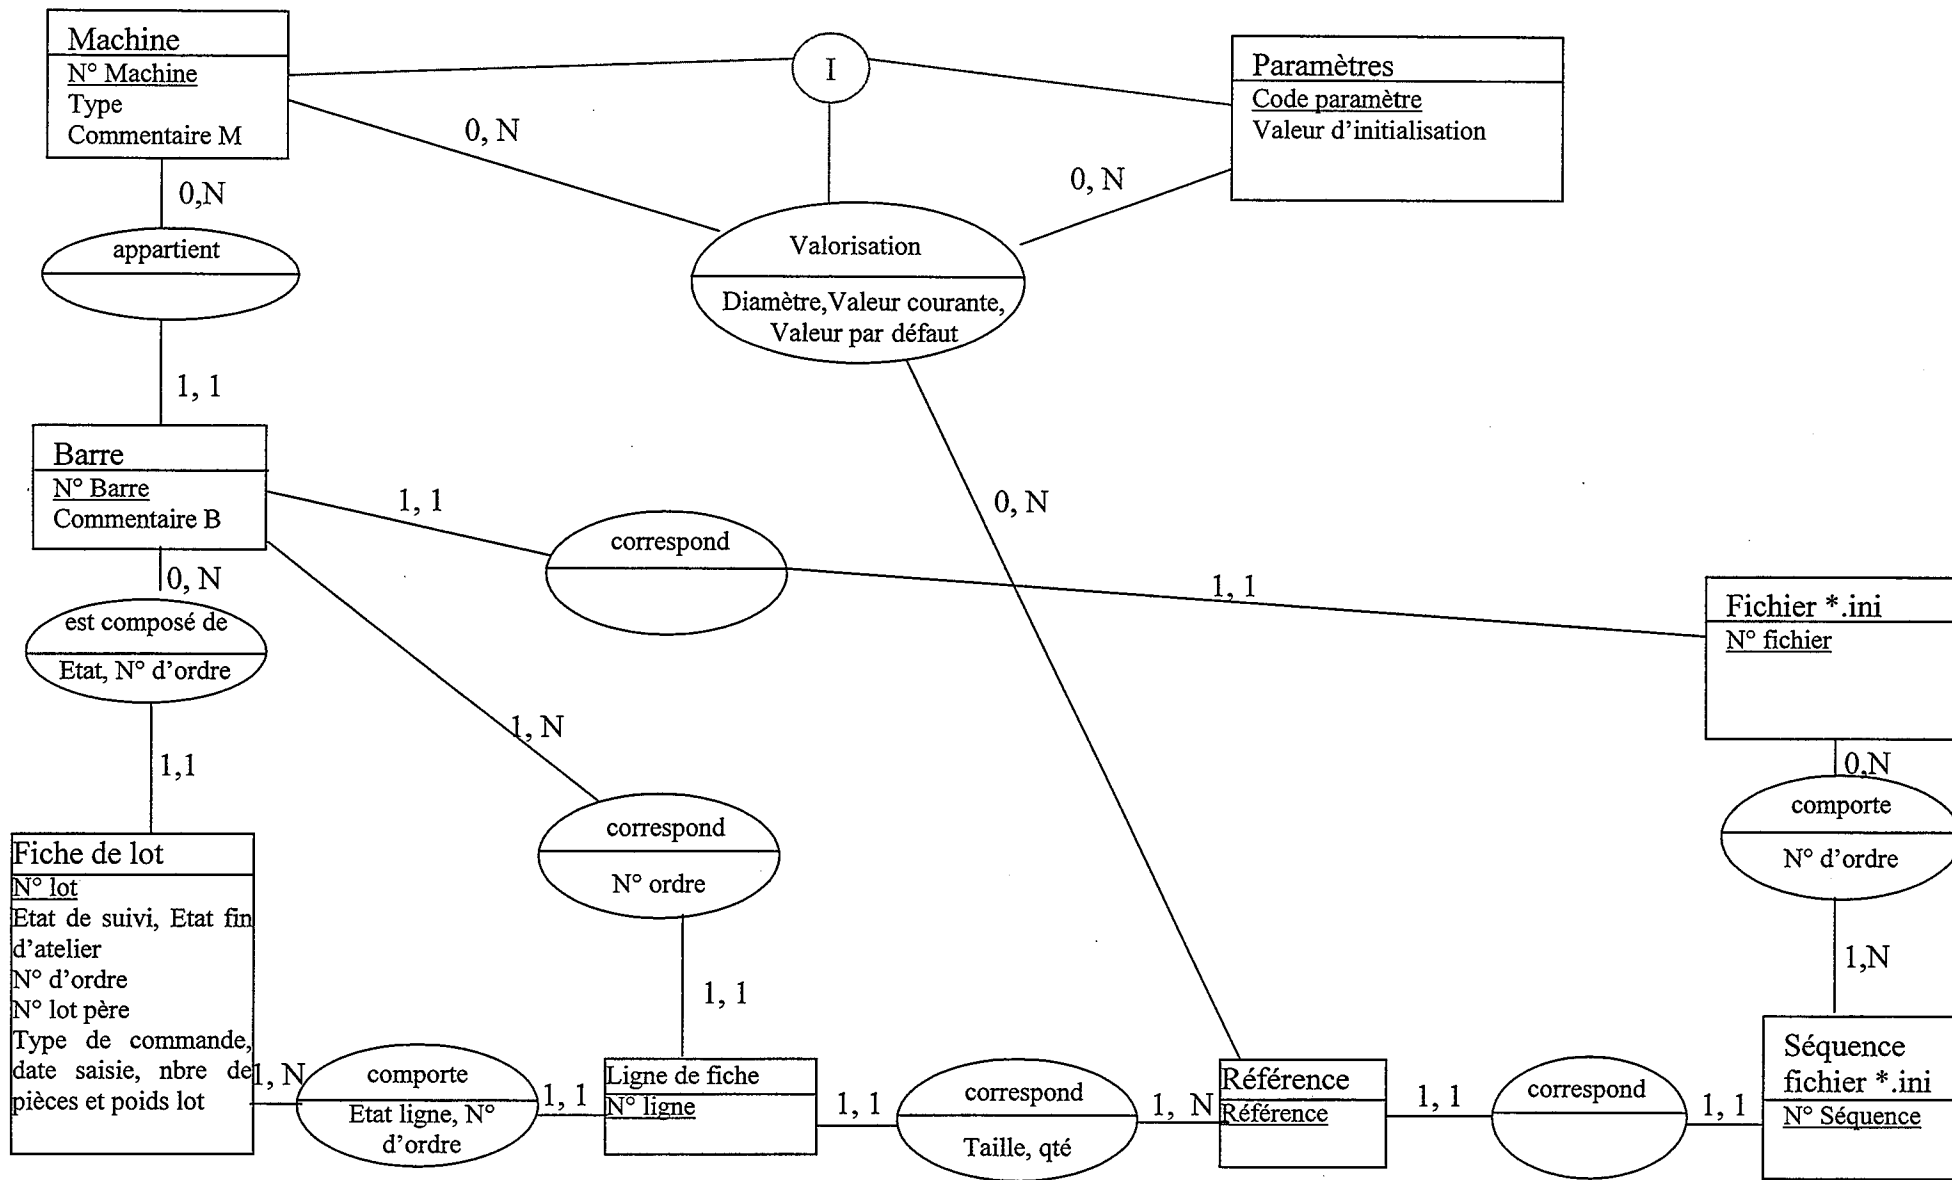 Machine
N° Machine
Type
Commentaire M
I
Paramètres
Code paramètre
Valeur d'initialisation
0, N
0, N
0,N
appartient
Valorisation
Diamètre,Valeur courante,
Valeur par défaut
1, 1
Barre
N° Barre
Commentaire B
1, 1
correspond
0, N
1, 1
Fichier *.ini
N° fichier
0, N
est composé de
Etat, N° d'ordre
1, N
0,N
comporte
N° d'ordre
1,1
correspond
N° ordre
Fiche de lot
N° lot
Etat de suivi, Etat fin
d'atelier
N° d'ordre
N° lot père
Type de commande,
date saisie, nbre de
pièces et poids lot
1, 1
1,N
1, N
comporte
Etat ligne, N°
d'ordre
1, 1
Ligne de fiche
N° ligne
1, 1
correspond
Taille, qté
1, N
Référence
Référence
1, 1
correspond
1, 1
Séquence
fichier *.ini
N° Séquence